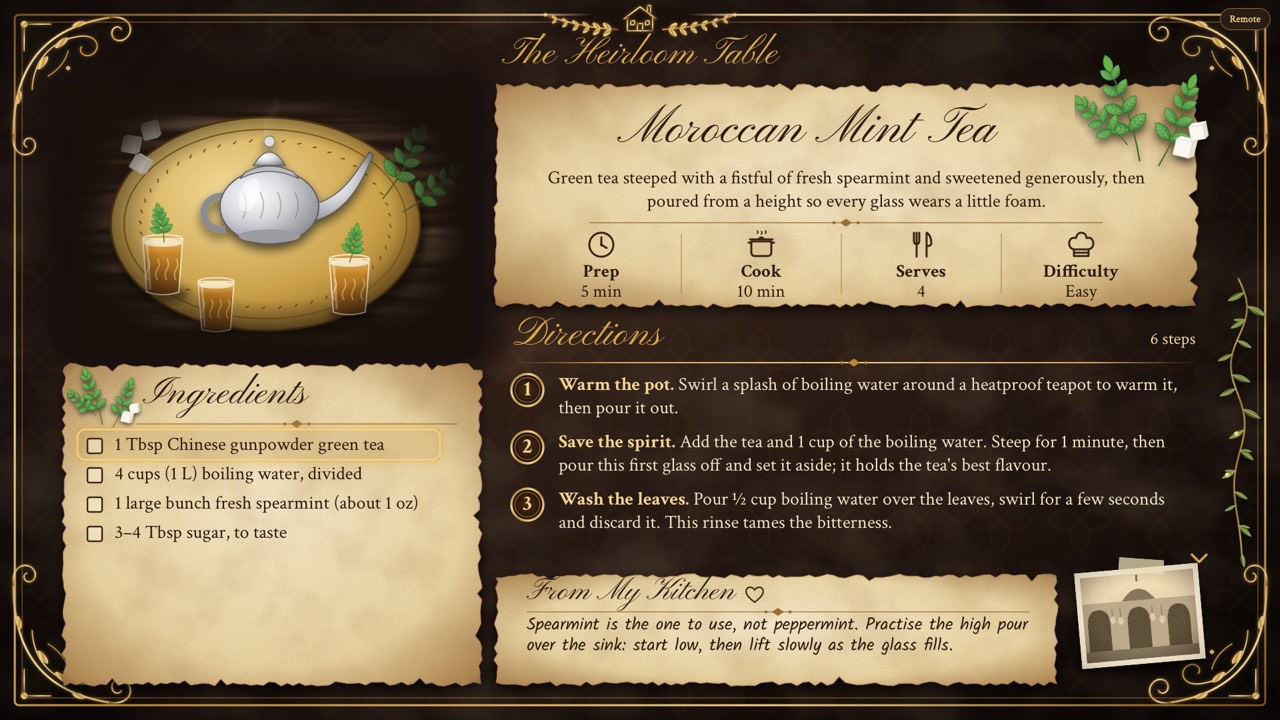 Remote
The Heirloom Table
Moroccan Mint Tea
Green tea steeped with a fistful of fresh spearmint and sweetened generously, then
poured from a height so every glass wears a little foam.
Prep
5 min
Cook
10 min
Serves
4
Difficulty
Easy
Ingredients
1 Tbsp Chinese gunpowder green tea
4 cups (1 L) boiling water, divided
1 large bunch fresh spearmint (about 1 oz)
3–4 Tbsp sugar, to taste
Directions
6 steps
1 Warm the pot. Swirl a splash of boiling water around a heatproof teapot to warm it,
then pour it out.
2 Save the spirit. Add the tea and 1 cup of the boiling water. Steep for 1 minute, then
pour this first glass off and set it aside; it holds the tea's best flavour.
3 Wash the leaves. Pour ½ cup boiling water over the leaves, swirl for a few seconds
and discard it. This rinse tames the bitterness.
From My Kitchen
Spearmint is the one to use, not peppermint. Practise the high pour
over the sink: start low, then lift slowly as the glass fills.